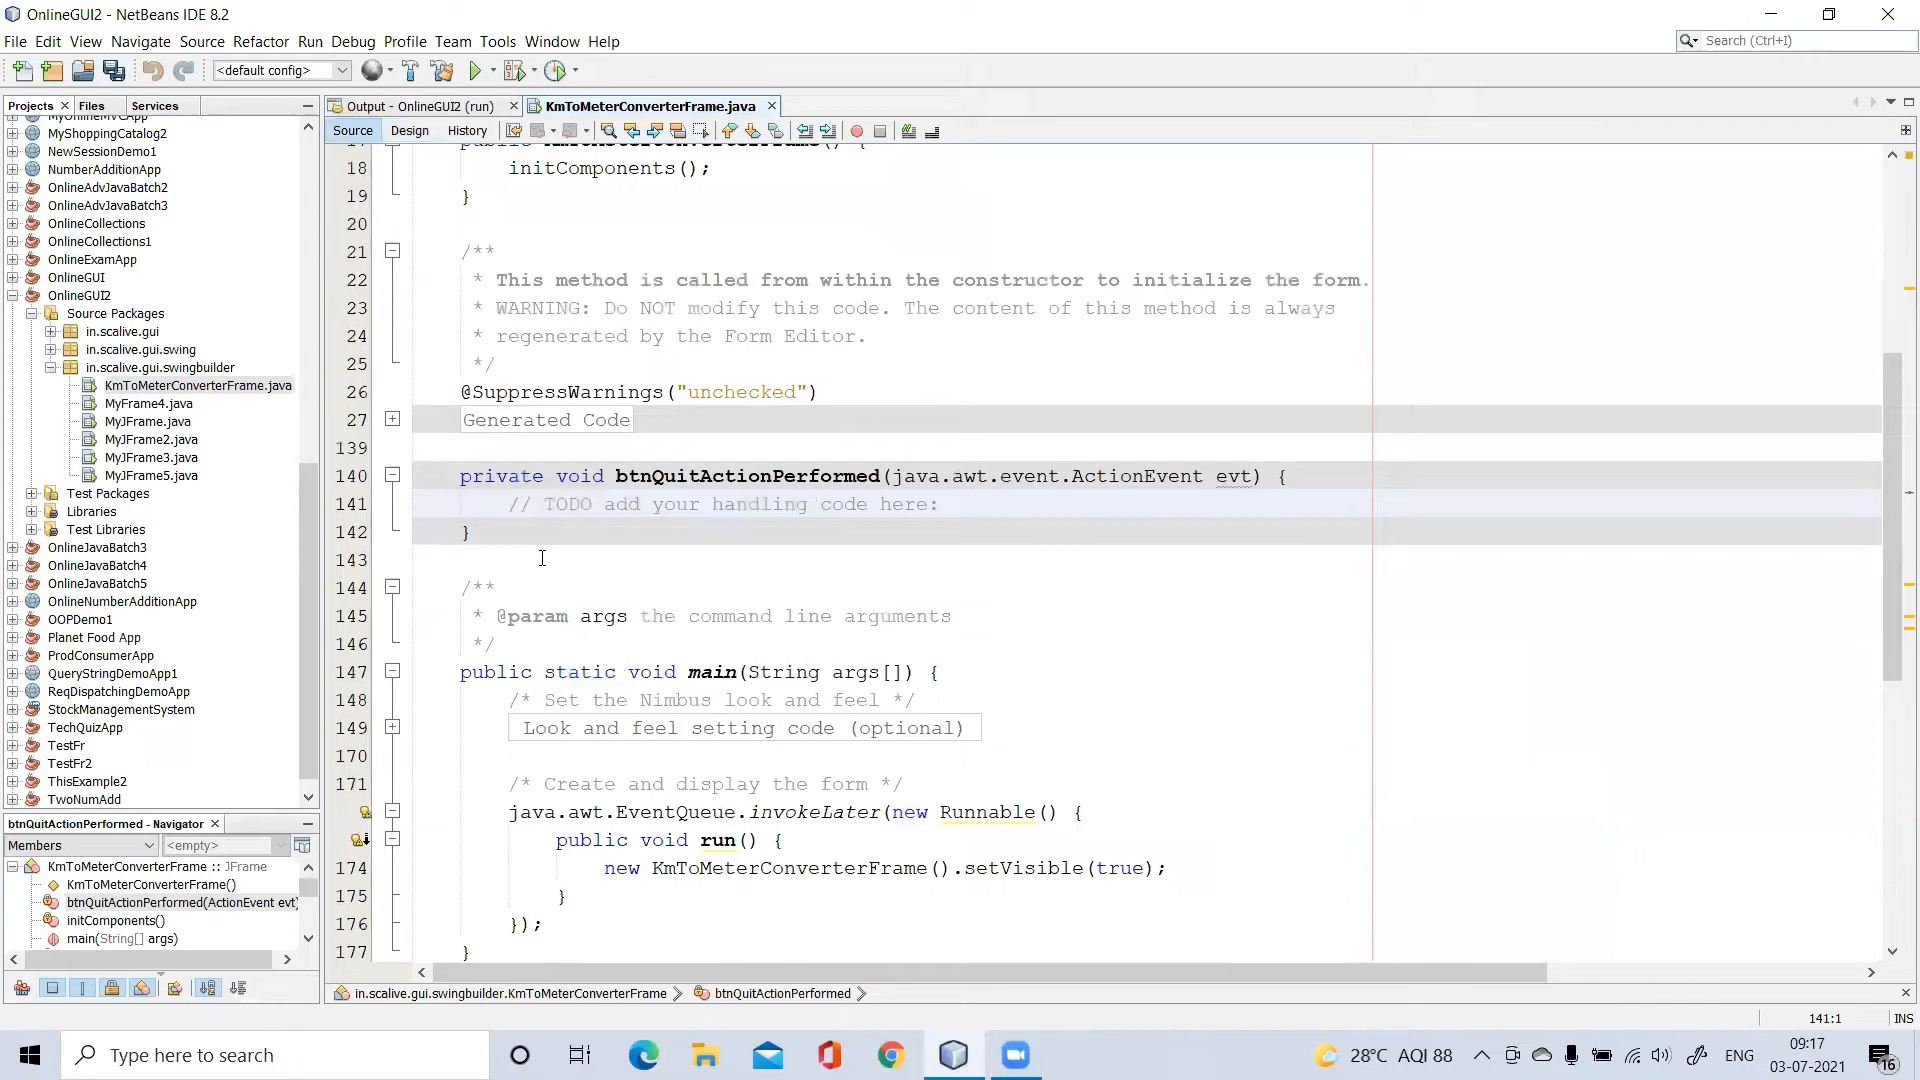 OnlineGUI2 - NetBeans IDE 8.2
File Edit View Navigate Source Refactor Run Debug Profile Team Tools Window Help
Search (Ctrl+I)
<default config>
Projects Files Services
MyOnlineMVCApp
MyShoppingCatalog2
NewSessionDemo1
NumberAdditionApp
OnlineAdvJavaBatch2
OnlineAdvJavaBatch3
OnlineCollections
OnlineCollections1
OnlineExamApp
OnlineGUI
OnlineGUI2
Source Packages
in.scalive.gui
in.scalive.gui.swing
in.scalive.gui.swingbuilder
KmToMeterConverterFrame.java
MyFrame4.java
MyJFrame.java
MyJFrame2.java
MyJFrame3.java
MyJFrame5.java
Test Packages
Libraries
Test Libraries
OnlineJavaBatch3
OnlineJavaBatch4
OnlineJavaBatch5
OnlineNumberAdditionApp
OOPDemo1
Planet Food App
ProdConsumerApp
QueryStringDemoApp1
ReqDispatchingDemoApp
StockManagementSystem
TechQuizApp
TestFr
TestFr2
ThisExample2
TwoNumAdd
btnQuitActionPerformed - Navigator
Members <empty>
KmToMeterConverterFrame :: JFrame
KmToMeterConverterFrame()
btnQuitActionPerformed(ActionEvent evt)
initComponents()
main(String[] args)
Output - OnlineGUI2 (run) KmToMeterConverterFrame.java
Source Design History
17 public KmToMeterConverterFrame() {
18 initComponents();
19 }
20
21 /**
22 * This method is called from within the constructor to initialize the form.
23 * WARNING: Do NOT modify this code. The content of this method is always
24 * regenerated by the Form Editor.
25 */
26 @SuppressWarnings("unchecked")
27 Generated Code
139
140 private void btnQuitActionPerformed(java.awt.event.ActionEvent evt) {
141 // TODO add your handling code here:
142 }
143
144 /**
145 * @param args the command line arguments
146 */
147 public static void main(String args[]) {
148 /* Set the Nimbus look and feel */
149 Look and feel setting code (optional)
170
171 /* Create and display the form */
java.awt.EventQueue.invokeLater(new Runnable() {
public void run() {
174 new KmToMeterConverterFrame().setVisible(true);
175 }
176 });
177 }
in.scalive.gui.swingbuilder.KmToMeterConverterFrame btnQuitActionPerformed
141:1 INS
Type here to search
28°C AQI 88
ENG
09:17
03-07-2021
16